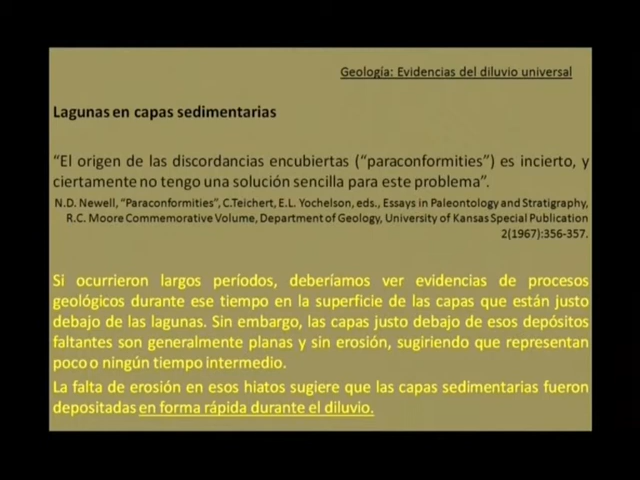 Geología: Evidencias del diluvio universal
Lagunas en capas sedimentarias
“El origen de las discordancias encubiertas (“paraconformities”) es incierto, y
ciertamente no tengo una solución sencilla para este problema”.
N.D. Newell, “Paraconformities”, C.Teichert, E.L. Yochelson, eds., Essays in Paleontology and Stratigraphy,
R.C. Moore Commemorative Volume, Department of Geology, University of Kansas Special Publication
2(1967):356-357.
Si ocurrieron largos períodos, deberíamos ver evidencias de procesos
geológicos durante ese tiempo en la superficie de las capas que están justo
debajo de las lagunas. Sin embargo, las capas justo debajo de esos depósitos
faltantes son generalmente planas y sin erosión, sugiriendo que representan
poco o ningún tiempo intermedio.
La falta de erosión en esos hiatos sugiere que las capas sedimentarias fueron
depositadas en forma rápida durante el diluvio.